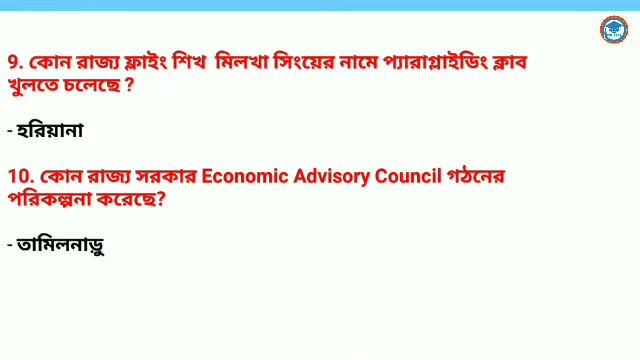 9. কোন রাজ্য ফ্লাইং শিখ মিলখা সিংয়ের নামে প্যারাগ্লাইডিং ক্লাব
খুলতে চলেছে ?
- হরিয়ানা
10. কোন রাজ্য সরকার Economic Advisory Council গঠনের
পরিকল্পনা করেছে?
- তামিলনাড়ু